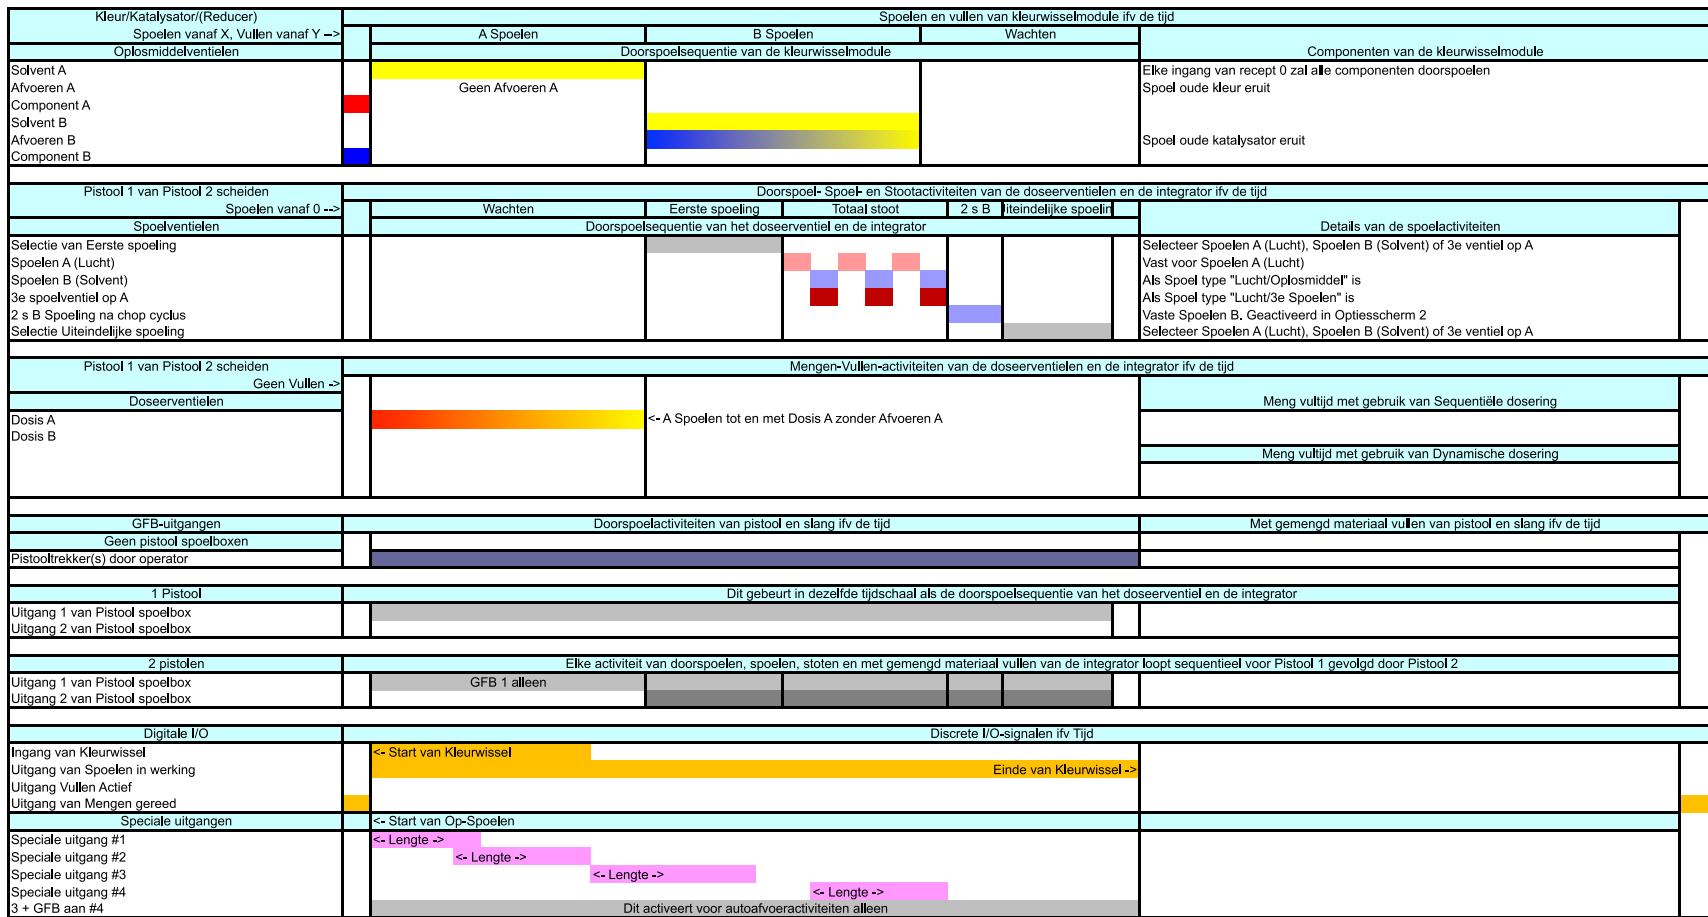 Kleur/Katalysator/(Reducer)
Spoelen en vullen van kleurwisselmodule ifv de tijd
Spoelen vanaf X, Vullen vanaf Y -->
A Spoelen
B Spoelen
Wachten
Oplosmiddelventielen
Doorspoelsequentie van de kleurwisselmodule
Componenten van de kleurwisselmodule
Solvent A
Elke ingang van recept 0 zal alle componenten doorspoelen
Afvoeren A
Geen Afvoeren A
Spoel oude kleur eruit
Component A
Solvent B
Afvoeren B
Spoel oude katalysator eruit
Component B
Pistool 1 van Pistool 2 scheiden
Doorspoel- Spoel- en Stootactiviteiten van de doseerventielen en de integrator ifv de tijd
Spoelen vanaf 0 -->
Wachten
Eerste spoeling
Totaal stoot
2 s B
Uiteindelijke spoelin
Spoelventielen
Doorspoelsequentie van het doseerventiel en de integrator
Details van de spoelactiviteiten
Selectie van Eerste spoeling
Selecteer Spoelen A (Lucht), Spoelen B (Solvent) of 3e ventiel op A
Spoelen A (Lucht)
Vast voor Spoelen A (Lucht)
Spoelen B (Solvent)
Als Spoel type "Lucht/Oplosmiddel" is
3e spoelventiel op A
Als Spoel type "Lucht/3e Spoelen" is
2 s B Spoeling na chop cyclus
Vaste Spoelen B. Geactiveerd in Optiesscherm 2
Selectie Uiteindelijke spoeling
Selecteer Spoelen A (Lucht), Spoelen B (Solvent) of 3e ventiel op A
Pistool 1 van Pistool 2 scheiden
Mengen-Vullen-activiteiten van de doseerventielen en de integrator ifv de tijd
Geen Vullen ->
Doseerventielen
Meng vultijd met gebruik van Sequentiële dosering
Dosis A
<- A Spoelen tot en met Dosis A zonder Afvoeren A
Dosis B
Meng vultijd met gebruik van Dynamische dosering
GFB-uitgangen
Doorspoelactiviteiten van pistool en slang ifv de tijd
Met gemengd materiaal vullen van pistool en slang ifv de tijd
Geen pistool spoelboxen
Pistooltrekker(s) door operator
1 Pistool
Dit gebeurt in dezelfde tijdschaal als de doorspoelsequentie van het doseerventiel en de integrator
Uitgang 1 van Pistool spoelbox
Uitgang 2 van Pistool spoelbox
2 pistolen
Elke activiteit van doorspoelen, spoelen, stoten en met gemengd materiaal vullen van de integrator loopt sequentieel voor Pistool 1 gevolgd door Pistool 2
Uitgang 1 van Pistool spoelbox
GFB 1 alleen
Uitgang 2 van Pistool spoelbox
Digitale I/O
Discrete I/O-signalen ifv Tijd
Ingang van Kleurwissel
<- Start van Kleurwissel
Uitgang van Spoelen in werking
Einde van Kleurwissel ->
Uitgang Vullen Actief
Uitgang van Mengen gereed
Speciale uitgangen
<- Start van Op-Spoelen
Speciale uitgang #1
<- Lengte ->
Speciale uitgang #2
<- Lengte ->
Speciale uitgang #3
<- Lengte ->
Speciale uitgang #4
<- Lengte ->
3 + GFB aan #4
Dit activeert voor autoafvoeractiviteiten alleen